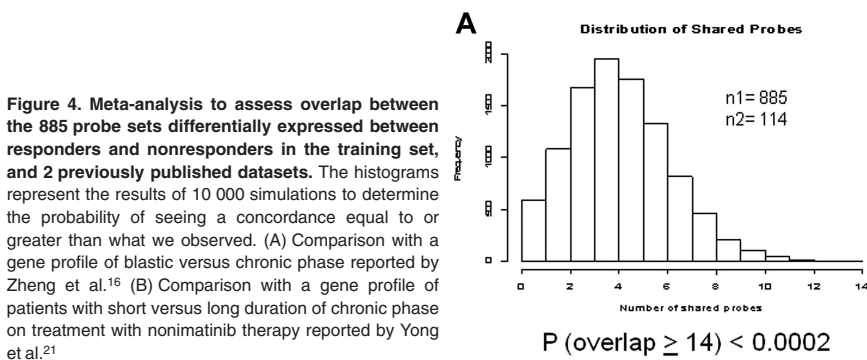 Figure 4. Meta-analysis to assess overlap between
the 885 probe sets differentially expressed between
responders and nonresponders in the training set,
and 2 previously published datasets. The histograms
represent the results of 10 000 simulations to determine
the probability of seeing a concordance equal to or
greater than what we observed. (A) Comparison with a
gene profile of blastic versus chronic phase reported by
Zheng et al.16 (B) Comparison with a gene profile of
patients with short versus long duration of chronic phase
on treatment with nonimatinib therapy reported by Yong
et al.21
A
Distribution of Shared Probes
n1= 885
n2= 114
Frequency
2000
1500
1000
500
0
0 2 4 6 8 10 12 14
Number of shared probes
P (overlap ≥ 14) < 0.0002